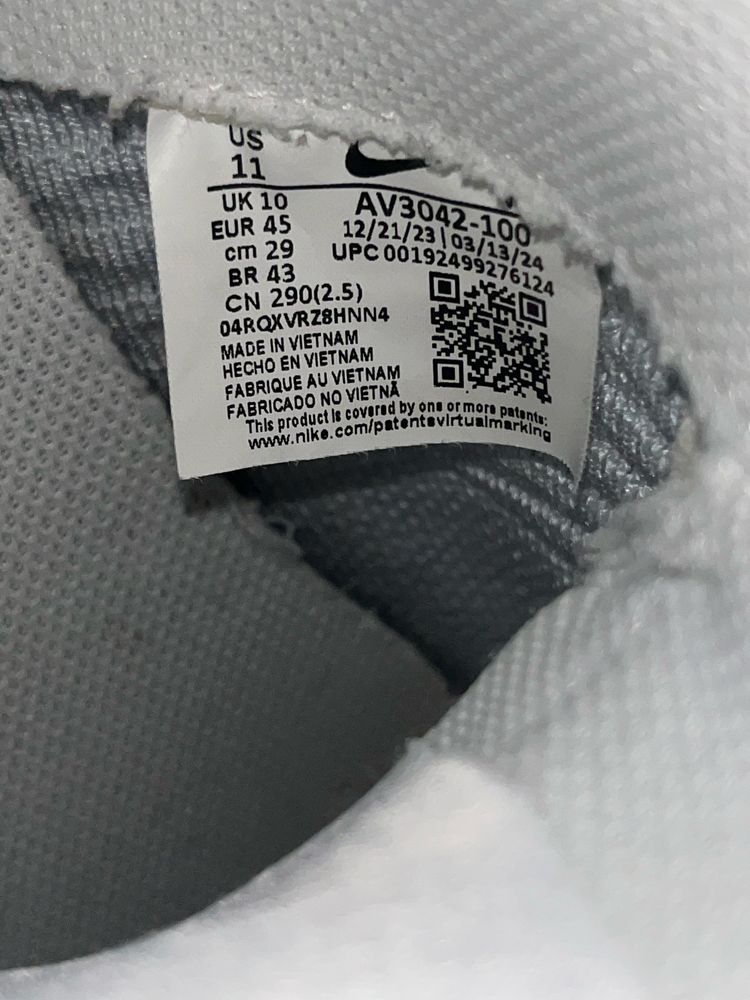 US
11
UK 10
EUR 45
cm 29
BR 43
CN 290(2.5)
04RQXVRZ8HNN4
MADE IN VIETNAM
HECHO EN VIETNAM
FABRIQUE AU VIETNAM
FABRICADO NO VIETNÃ
AV3042-100
12/21/23 | 03/13/24
UPC 00192499276124
This product is covered by one or more patents:
www.nike.com/patentsvirtualmarking